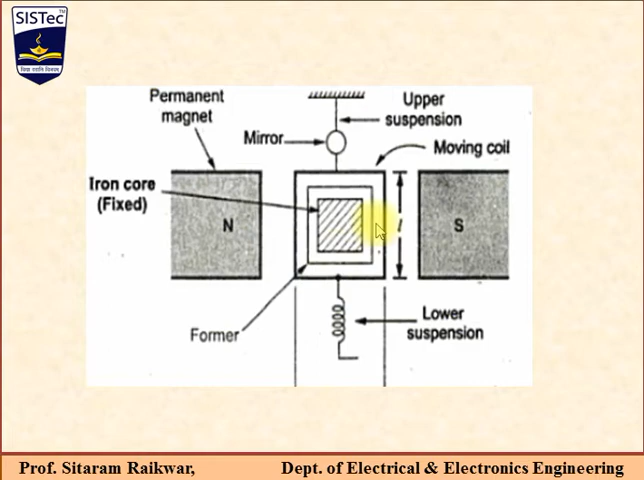 SISTec
TM
Permanent
magnet
Upper
suspension
Mirror
Moving coil
Iron core
(Fixed)
N
l
S
Former
Lower
suspension
Prof. Sitaram Raikwar, Dept. of Electrical & Electronics Engineering